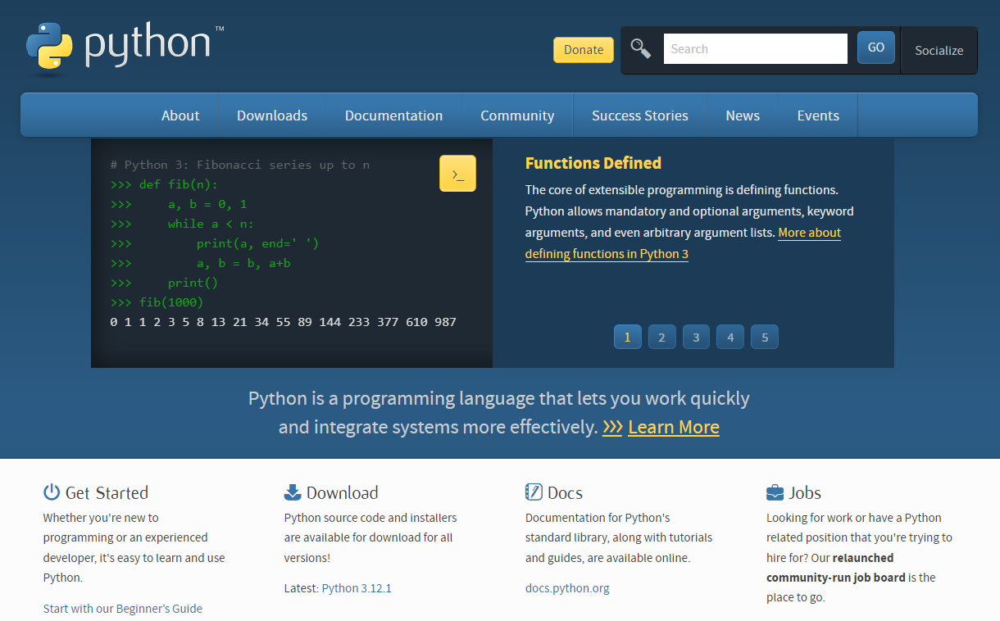 python™
Donate
Search
GO
Socialize
About
Downloads
Documentation
Community
Success Stories
News
Events
# Python 3: Fibonacci series up to n
>>> def fib(n):
>>>     a, b = 0, 1
>>>     while a < n:
>>>         print(a, end=' ')
>>>         a, b = b, a+b
>>>     print()
>>> fib(1000)
0 1 1 2 3 5 8 13 21 34 55 89 144 233 377 610 987
>_
Functions Defined
The core of extensible programming is defining functions.
Python allows mandatory and optional arguments, keyword
arguments, and even arbitrary argument lists. More about
defining functions in Python 3
1
2
3
4
5
Python is a programming language that lets you work quickly
and integrate systems more effectively. >>> Learn More
Get Started
Whether you're new to
programming or an experienced
developer, it's easy to learn and use
Python.
Start with our Beginner’s Guide
Download
Python source code and installers
are available for download for all
versions!
Latest: Python 3.12.1
Docs
Documentation for Python's
standard library, along with tutorials
and guides, are available online.
docs.python.org
Jobs
Looking for work or have a Python
related position that you're trying to
hire for? Our relaunched
community-run job board is the
place to go.